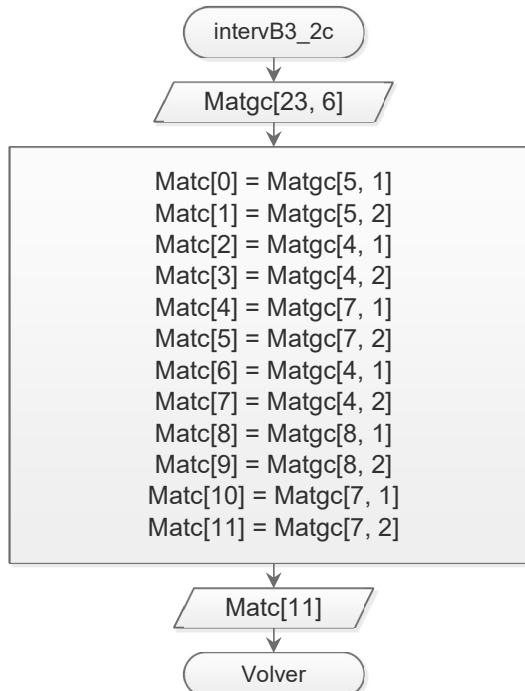 intervB3_2c
Matgc[23, 6]
Matc[0] = Matgc[5, 1]
Matc[1] = Matgc[5, 2]
Matc[2] = Matgc[4, 1]
Matc[3] = Matgc[4, 2]
Matc[4] = Matgc[7, 1]
Matc[5] = Matgc[7, 2]
Matc[6] = Matgc[4, 1]
Matc[7] = Matgc[4, 2]
Matc[8] = Matgc[8, 1]
Matc[9] = Matgc[8, 2]
Matc[10] = Matgc[7, 1]
Matc[11] = Matgc[7, 2]
Matc[11]
Volver